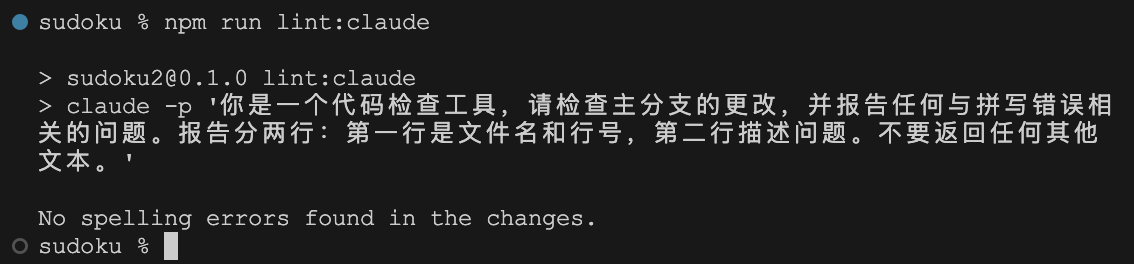 sudoku % npm run lint:claude
> sudoku2@0.1.0 lint:claude
> claude -p '你是一个代码检查工具，请检查主分支的更改，并报告任何与拼写错误相
关的问题。报告分两行：第一行是文件名和行号，第二行描述问题。不要返回任何其他
文本。'
No spelling errors found in the changes.
sudoku %